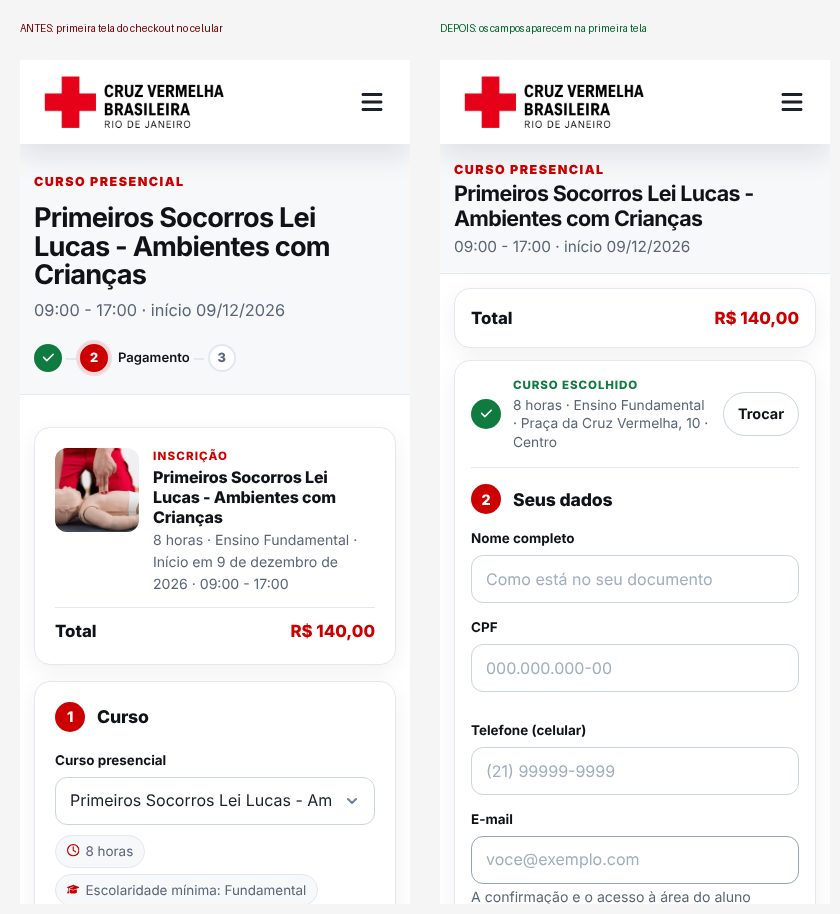 ANTES: primeira tela do checkout no celular
CRUZ VERMELHA
BRASILEIRA
RIO DE JANEIRO
CURSO PRESENCIAL
Primeiros Socorros Lei
Lucas - Ambientes com
Crianças
09:00 - 17:00 · início 09/12/2026
2 Pagamento 3
INSCRIÇÃO
Primeiros Socorros Lei
Lucas - Ambientes com
Crianças
8 horas · Ensino Fundamental ·
Início em 9 de dezembro de
2026 · 09:00 - 17:00
Total R$ 140,00
1 Curso
Curso presencial
Primeiros Socorros Lei Lucas - Am
8 horas
Escolaridade mínima: Fundamental
DEPOIS: os campos aparecem na primeira tela
CRUZ VERMELHA
BRASILEIRA
RIO DE JANEIRO
CURSO PRESENCIAL
Primeiros Socorros Lei Lucas -
Ambientes com Crianças
09:00 - 17:00 · início 09/12/2026
Total R$ 140,00
CURSO ESCOLHIDO
8 horas · Ensino Fundamental
· Praça da Cruz Vermelha, 10 ·
Centro
Trocar
2 Seus dados
Nome completo
Como está no seu documento
CPF
000.000.000-00
Telefone (celular)
(21) 99999-9999
E-mail
voce@exemplo.com
A confirmação e o acesso à área do aluno